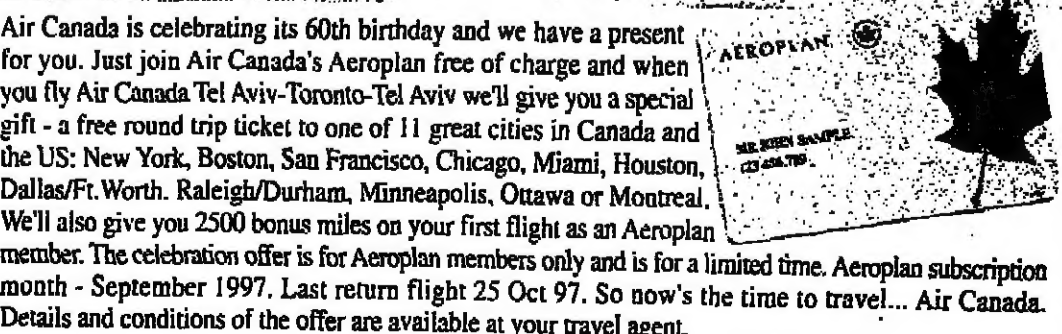 Air Canada is celebrating its 60th birthday and we have a present
for you. Just join Air Canada's Aeroplan free of charge and when
you fly Air Canada Tel Aviv-Toronto-Tel Aviv we'll give you a special
gift - a free round trip ticket to one of 11 great cities in Canada and
the US: New York, Boston, San Francisco, Chicago, Miami, Houston,
Dallas/Ft. Worth. Raleigh/Durham, Minneapolis, Ottawa or Montreal.
We'll also give you 2500 bonus miles on your first flight as an Aeroplan
member. The celebration offer is for Aeroplan members only and is for a limited time. Aeroplan subscription
month - September 1997. Last return flight 25 Oct 97. So now's the time to travel... Air Canada.
Details and conditions of the offer are available at your travel agent.
AEROPLAN
MR. JOHN SAMPLE
123 456 789